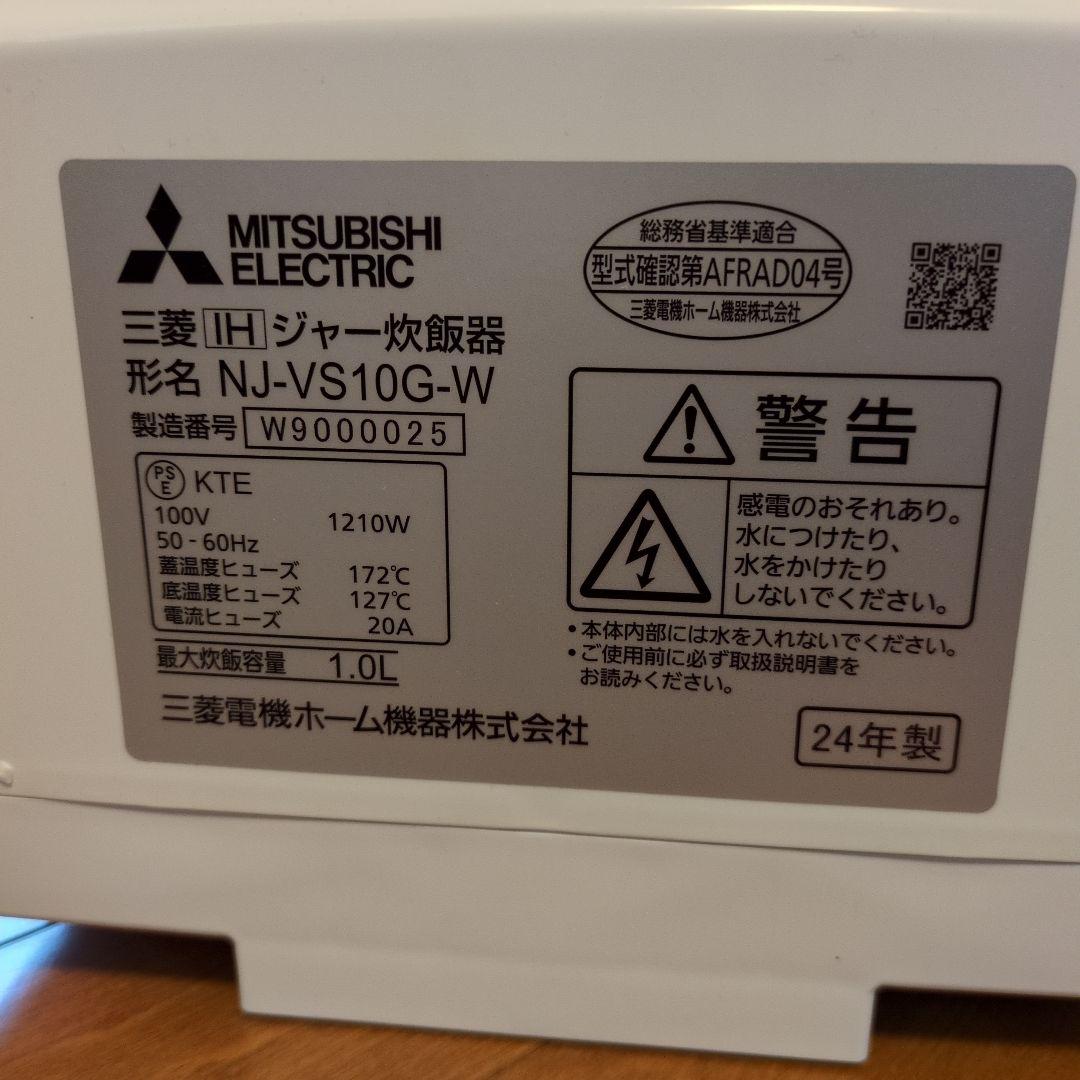 MITSUBISHI
ELECTRIC
三菱 IH ジャー炊飯器
形名 NJ-VS10G-W
製造番号 W9000025
PSE KTE
100V 1210W
50 - 60Hz
蓋温度ヒューズ 172℃
底温度ヒューズ 127℃
電流ヒューズ 20A
最大炊飯容量 1.0L
三菱電機ホーム機器株式会社
総務省基準適合
型式確認第AFRAD04号
三菱電機ホーム機器株式会社
警告
感電のおそれあり。
水につけたり、
水をかけたり
しないでください。
・本体内部には水を入れないでください。
・ご使用前に必ず取扱説明書を
お読みください。
24年製